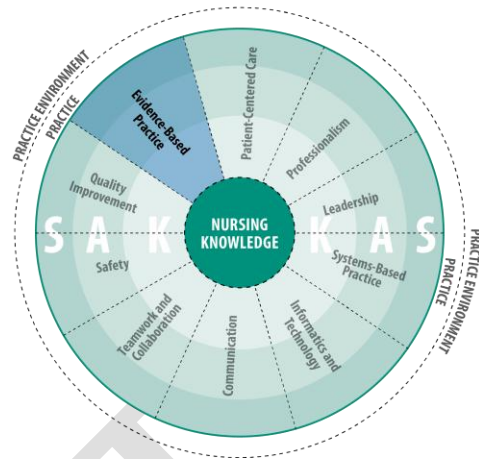 PRACTICE ENVIRONMENT
PRACTICE
Evidence-Based
Practice
Patient-Centered Care
Professionalism
Leadership
Systems-Based
Practice
Informatics and
Technology
Communication
Teamwork and
Collaboration
Safety
Quality
Improvement
S A K
NURSING
KNOWLEDGE
K A S
PRACTICE
PRACTICE ENVIRONMENT